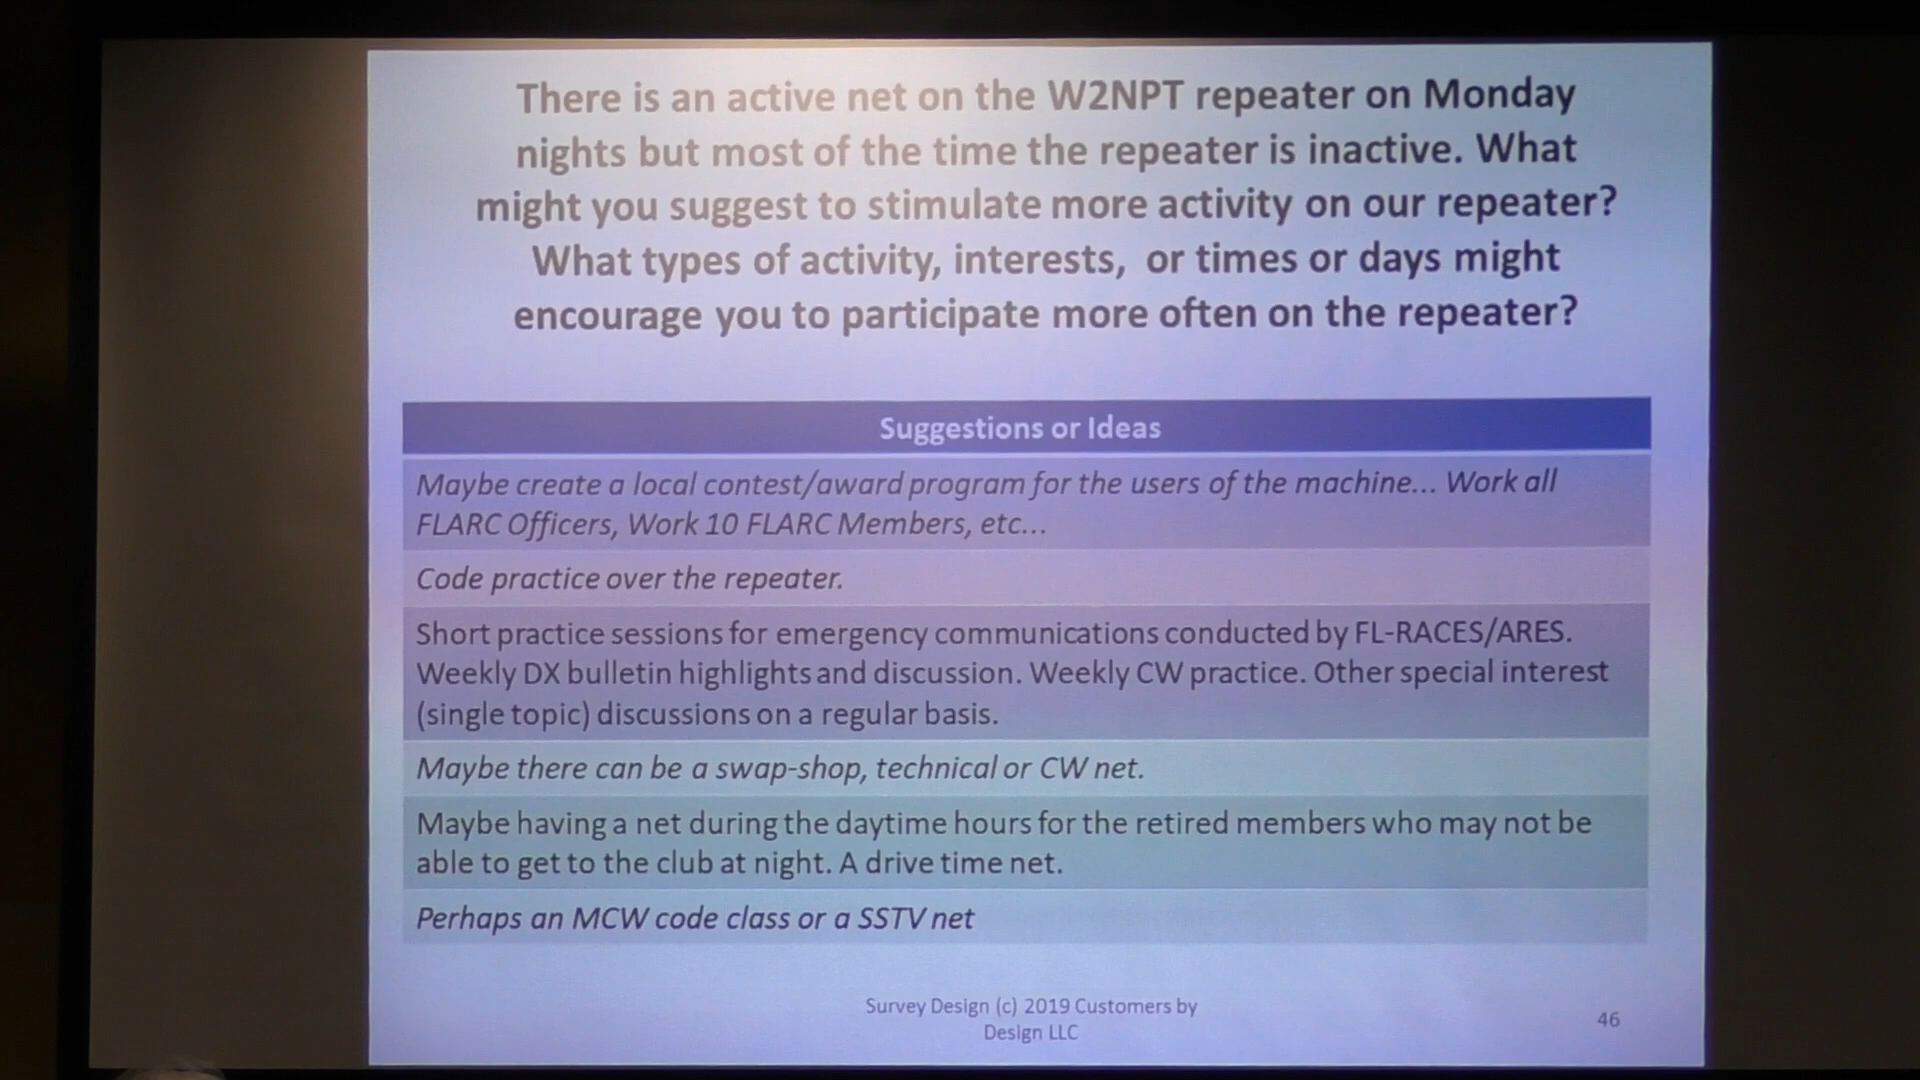 There is an active net on the W2NPT repeater on Monday
nights but most of the time the repeater is inactive. What
might you suggest to stimulate more activity on our repeater?
What types of activity, interests, or times or days might
encourage you to participate more often on the repeater?
Suggestions or Ideas
Maybe create a local contest/award program for the users of the machine... Work all
FLARC Officers, Work 10 FLARC Members, etc...
Code practice over the repeater.
Short practice sessions for emergency communications conducted by FL-RACES/ARES.
Weekly DX bulletin highlights and discussion. Weekly CW practice. Other special interest
(single topic) discussions on a regular basis.
Maybe there can be a swap-shop, technical or CW net.
Maybe having a net during the daytime hours for the retired members who may not be
able to get to the club at night. A drive time net.
Perhaps an MCW code class or a SSTV net
Survey Design (c) 2019 Customers by
Design LLC
46